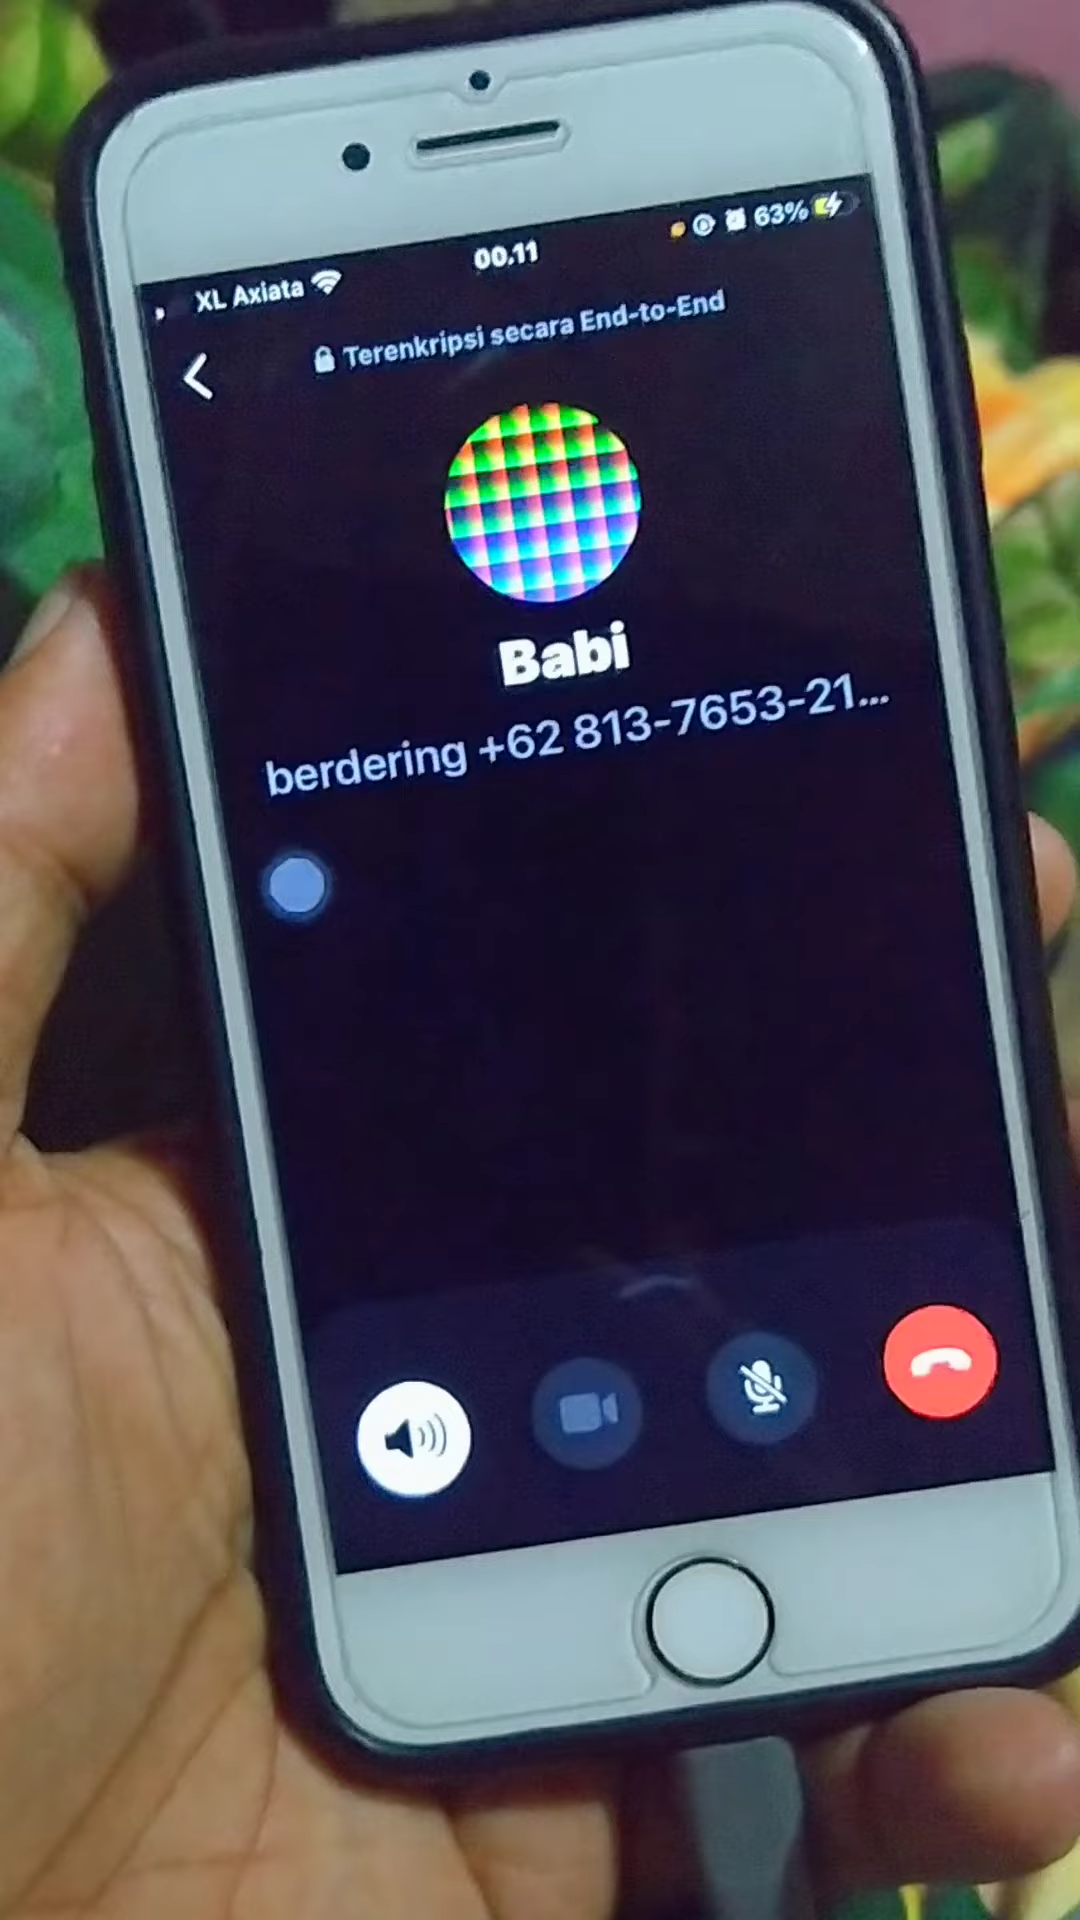 XL Axiata 00.11 63%
Terenkripsi secara End-to-End
Babi
berdering +62 813-7653-21...